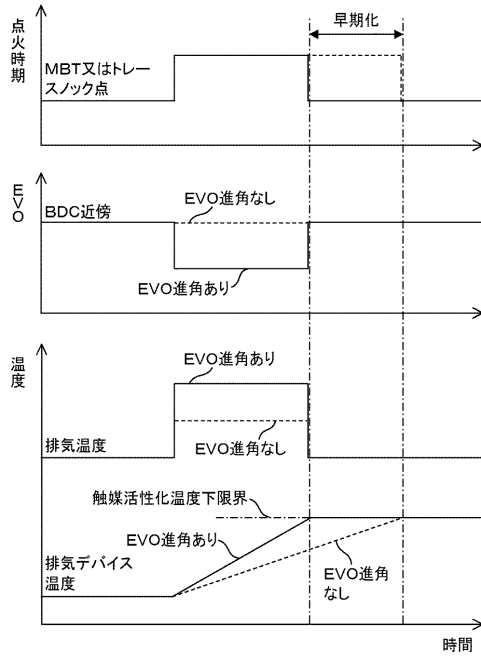 早期化
点火時期
MBT又はトレー
スノック点
EVO
BDC近傍
EVO進角なし
EVO進角あり
温度
EVO進角あり
排気温度
EVO進角なし
触媒活性化温度下限界
EVO進角あり
排気デバイス
温度
EVO進角
なし
時間